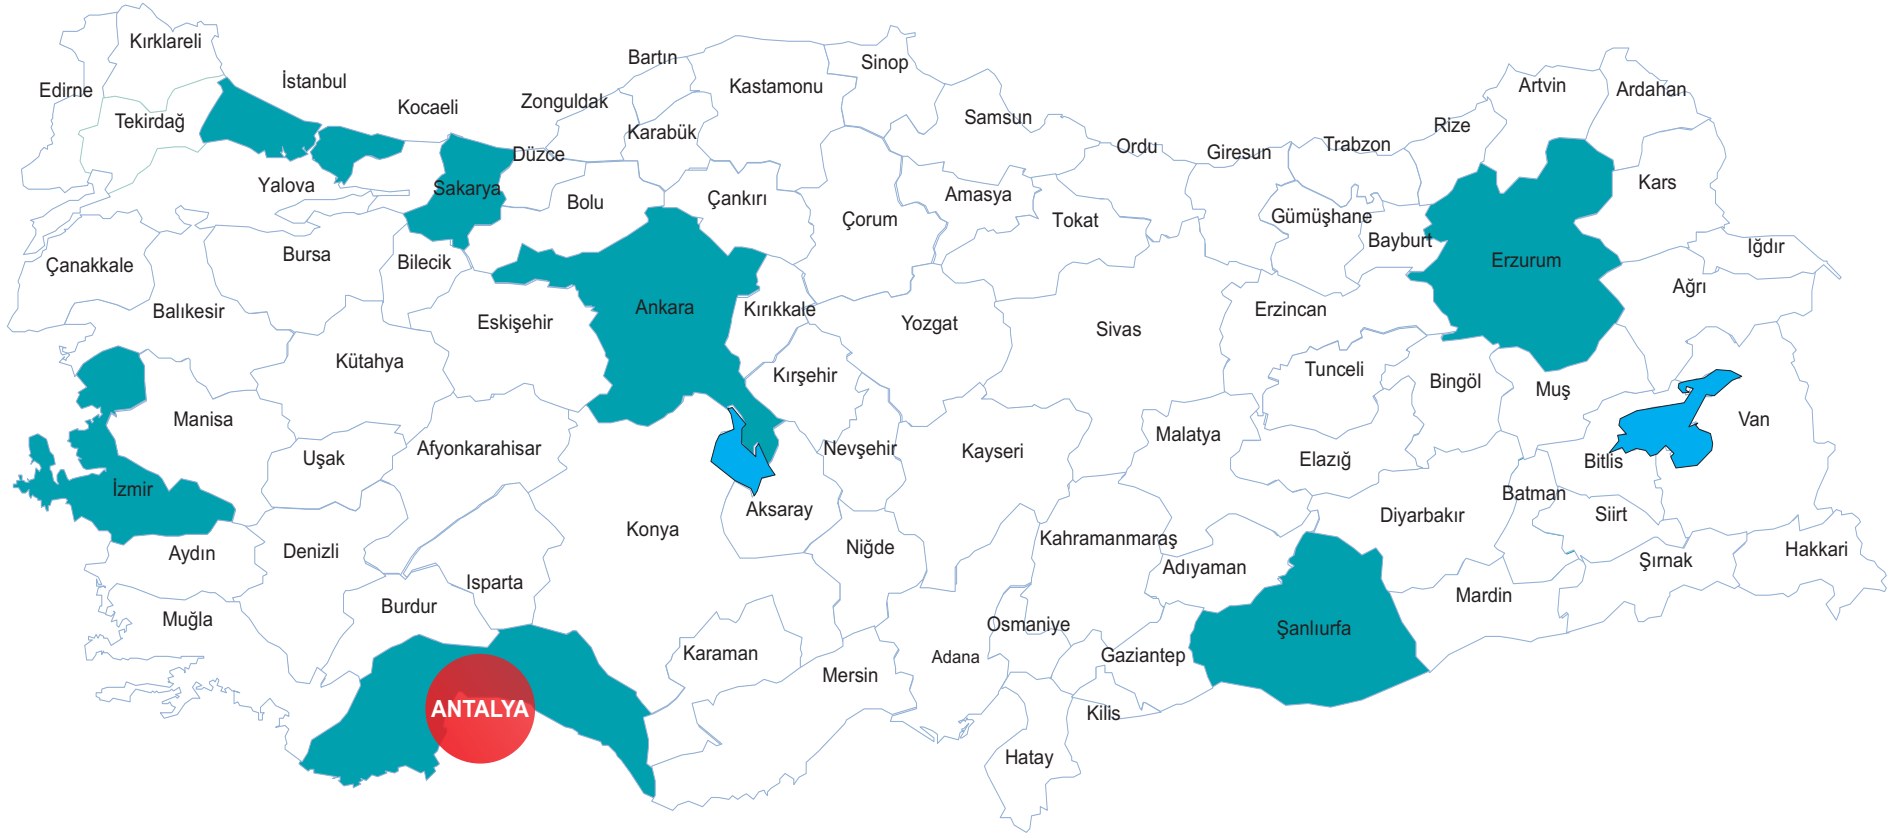 Kırklareli
Edirne
Tekirdağ
İstanbul
Kocaeli
Yalova
Sakarya
Düzce
Zonguldak
Bartın
Karabük
Kastamonu
Sinop
Samsun
Ordu
Giresun
Trabzon
Rize
Artvin
Ardahan
Kars
Iğdır
Ağrı
Erzurum
Bayburt
Gümüşhane
Tokat
Amasya
Çorum
Çankırı
Bolu
Bilecik
Bursa
Çanakkale
Balıkesir
Kütahya
Eskişehir
Ankara
Kırıkkale
Yozgat
Sivas
Erzincan
Tunceli
Bingöl
Muş
Van
Bitlis
Elazığ
Malatya
Kayseri
Nevşehir
Kırşehir
Aksaray
Konya
Afyonkarahisar
Uşak
Manisa
İzmir
Aydın
Denizli
Isparta
Burdur
Muğla
ANTALYA
Karaman
Mersin
Niğde
Adana
Osmaniye
Kahramanmaraş
Adıyaman
Gaziantep
Kilis
Hatay
Şanlıurfa
Diyarbakır
Mardin
Batman
Siirt
Şırnak
Hakkari